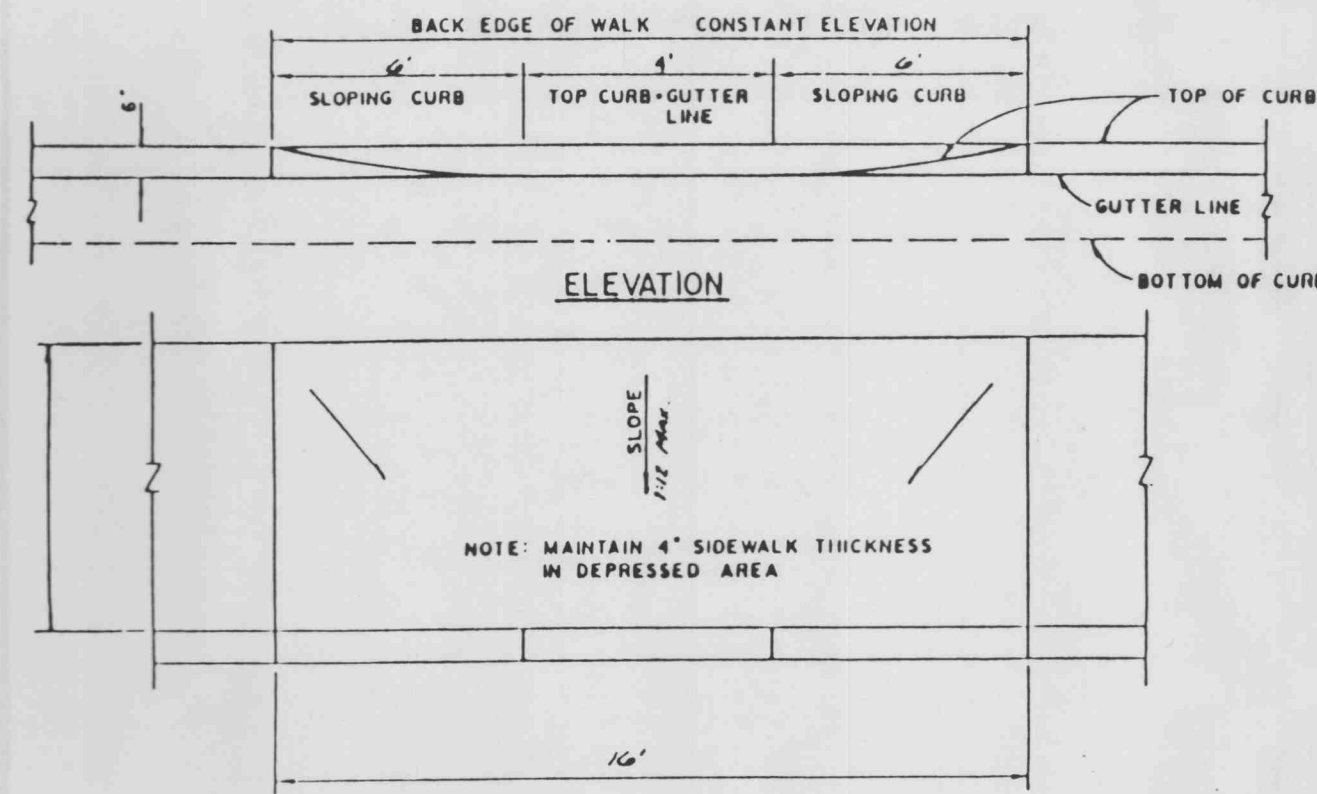 BACK EDGE OF WALK CONSTANT ELEVATION
6' 4' 6'
SLOPING CURB TOP CURB-GUTTER LINE SLOPING CURB
TOP OF CURB
6"
GUTTER LINE
BOTTOM OF CURB
ELEVATION
SLOPE
1:12 Max.
NOTE: MAINTAIN 4" SIDEWALK THICKNESS
IN DEPRESSED AREA
16'